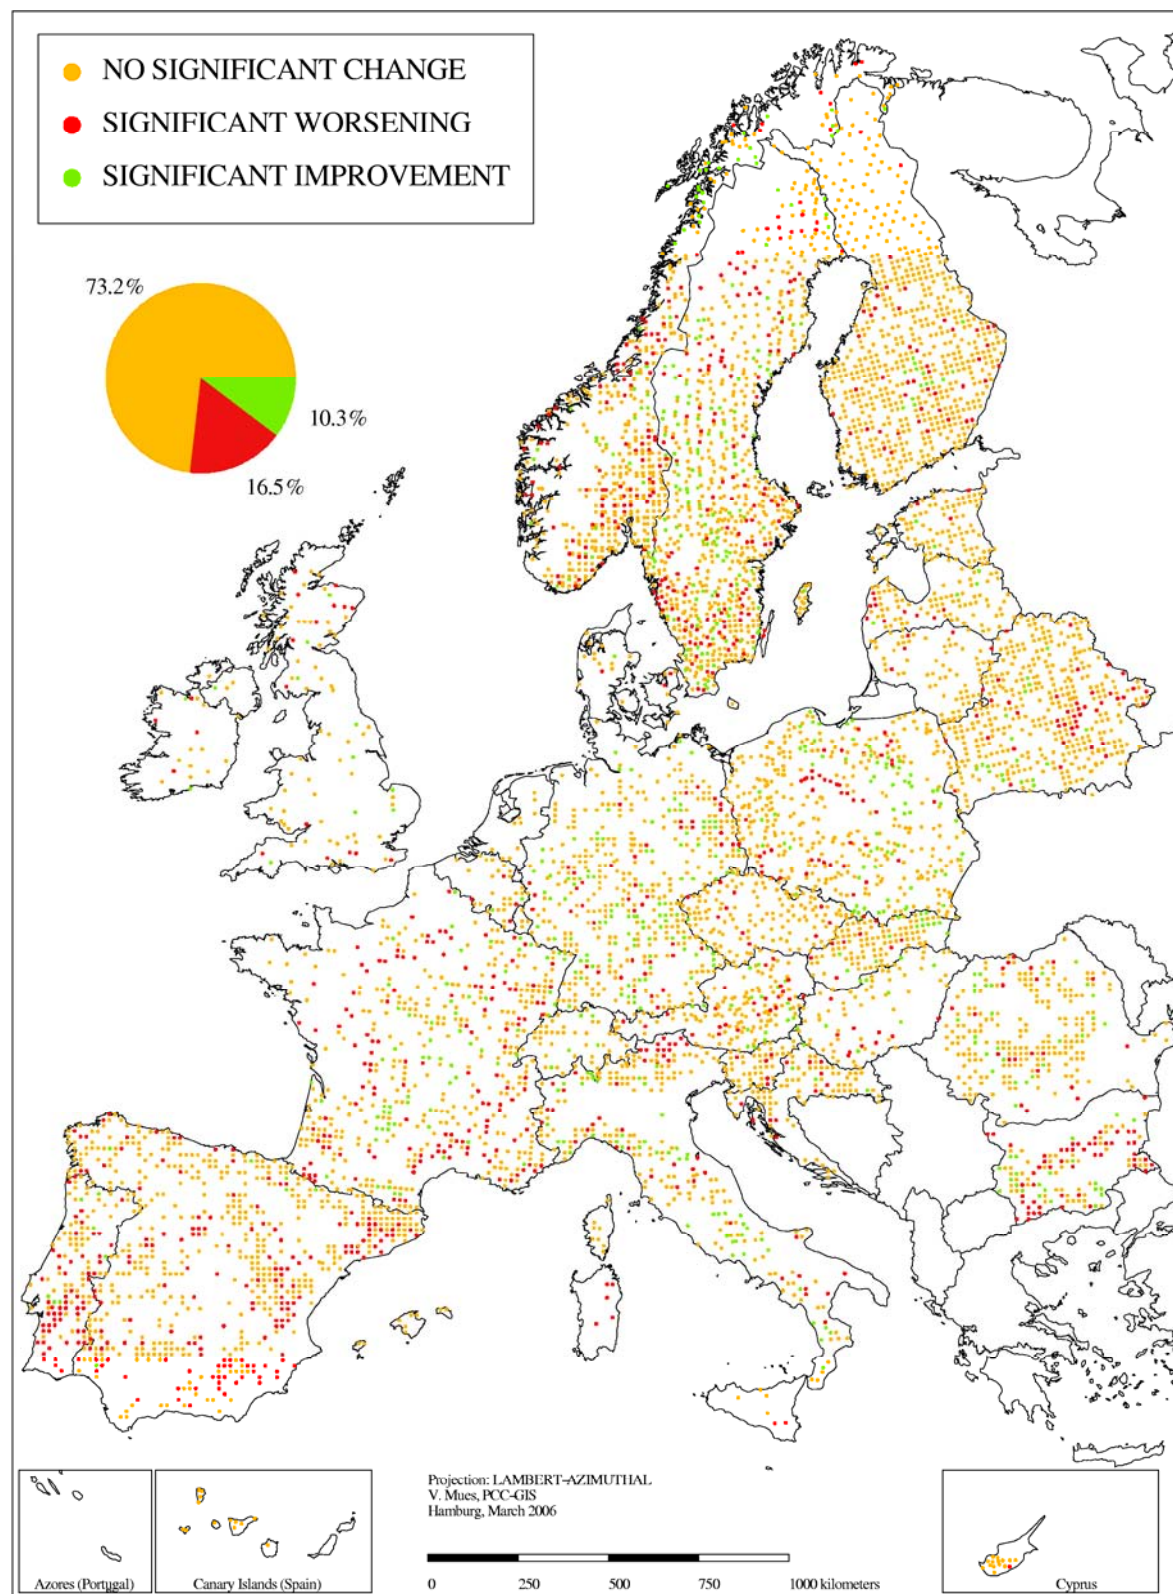 NO SIGNIFICANT CHANGE
SIGNIFICANT WORSENING
SIGNIFICANT IMPROVEMENT
73.2%
10.3%
16.5%
Projection: LAMBERT-AZIMUTHAL
V. Mues, PCC-GIS
Hamburg, March 2006
Azores (Portugal)
Canary Islands (Spain)
0 250 500 750 1000 kilometers
Cyprus